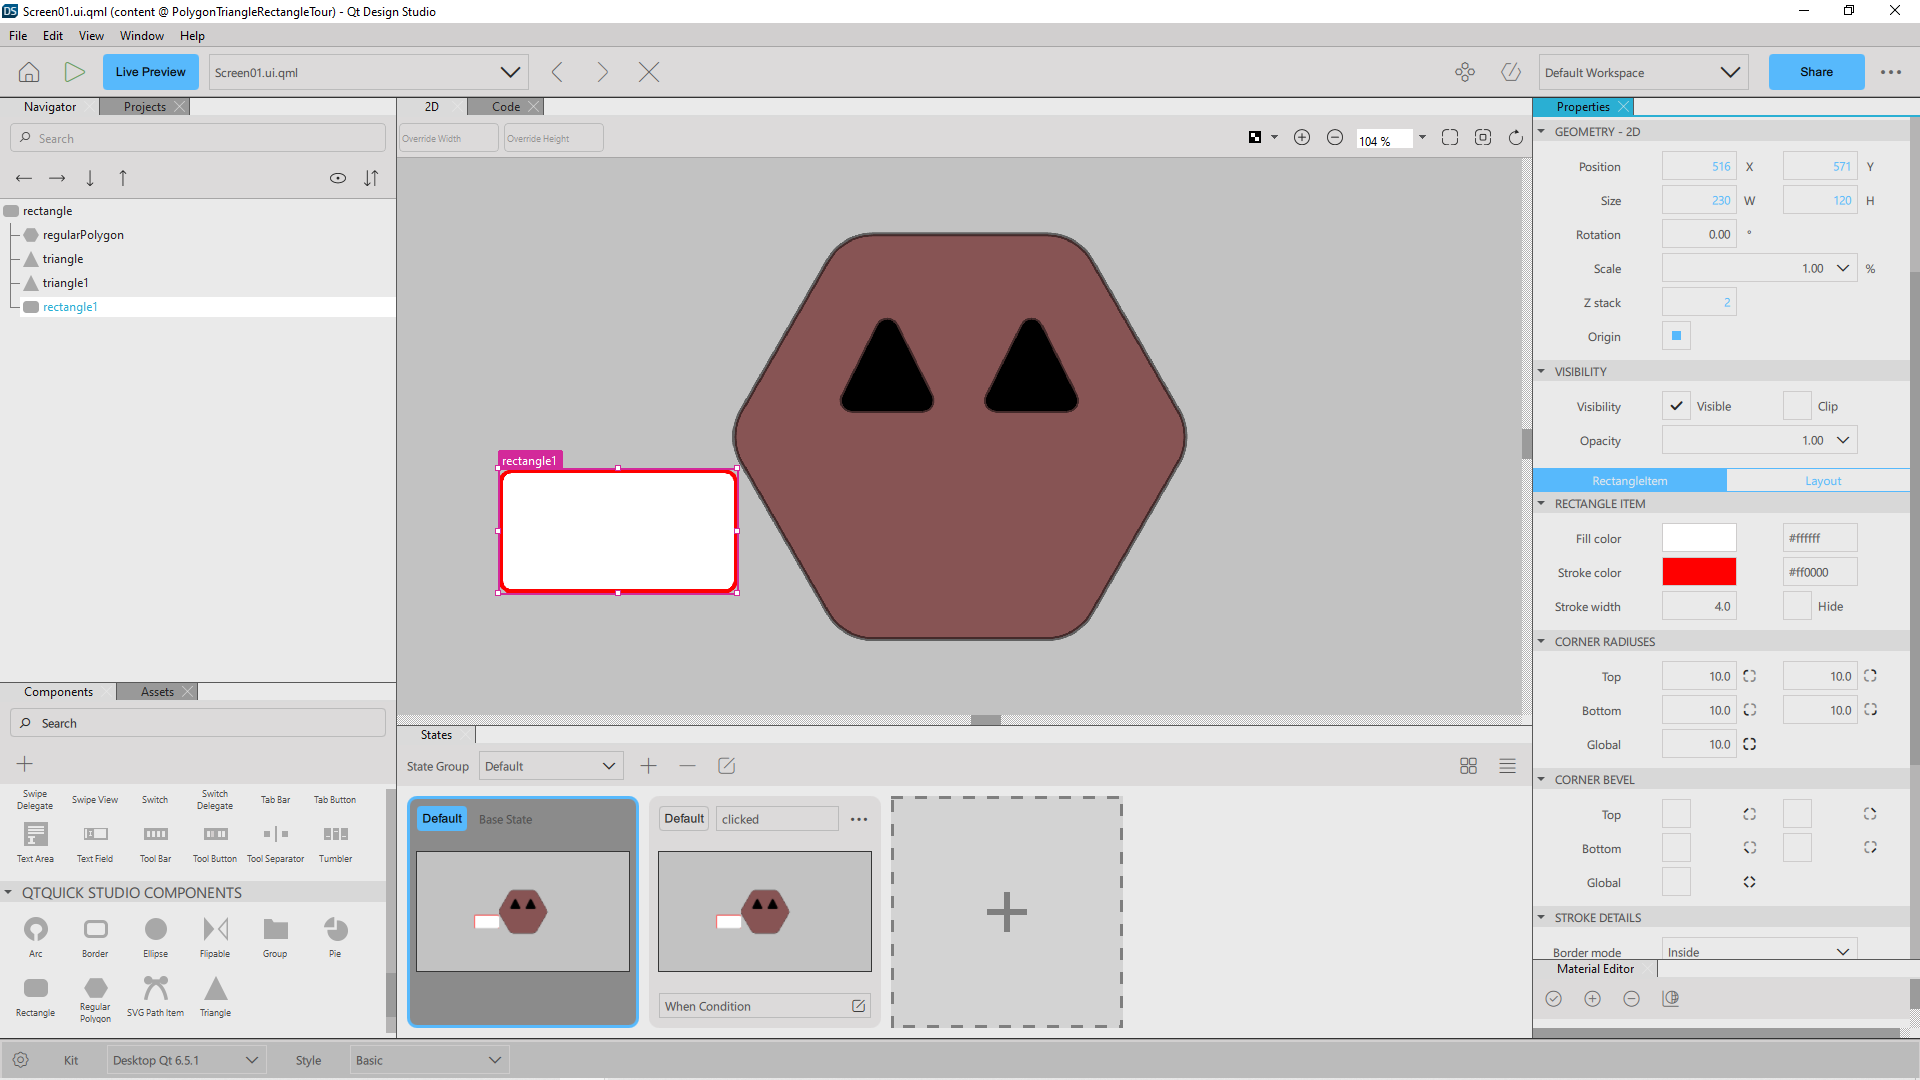 Screen01.ui.qml (content @ PolygonTriangleRectangleTour) - Qt Design Studio
File Edit View Window Help
Live Preview Screen01.ui.qml Default Workspace Share
Navigator Projects 2D Code Properties
Search Override Width Override Height 104 %
rectangle
regularPolygon
triangle
triangle1
rectangle1
rectangle1
GEOMETRY - 2D
Position 516 X 571 Y
Size 230 W 120 H
Rotation 0.00 °
Scale 1.00 %
Z stack 2
Origin
VISIBILITY
Visibility Visible Clip
Opacity 1.00
RectangleItem Layout
RECTANGLE ITEM
Fill color #ffffff
Stroke color #ff0000
Stroke width 4.0 Hide
CORNER RADIUSES
Top 10.0 10.0
Bottom 10.0 10.0
Global 10.0
CORNER BEVEL
Top
Bottom
Global
STROKE DETAILS
Border mode Inside
Material Editor
Components Assets
Search
Swipe Delegate Swipe View Switch Switch Delegate Tab Bar Tab Button
Text Area Text Field Tool Bar Tool Button Tool Separator Tumbler
QTQUICK STUDIO COMPONENTS
Arc Border Ellipse Flipable Group Pie
Rectangle Regular Polygon SVG Path Item Triangle
States
State Group Default
Default Base State
Default clicked
When Condition
Kit Desktop Qt 6.5.1 Style Basic